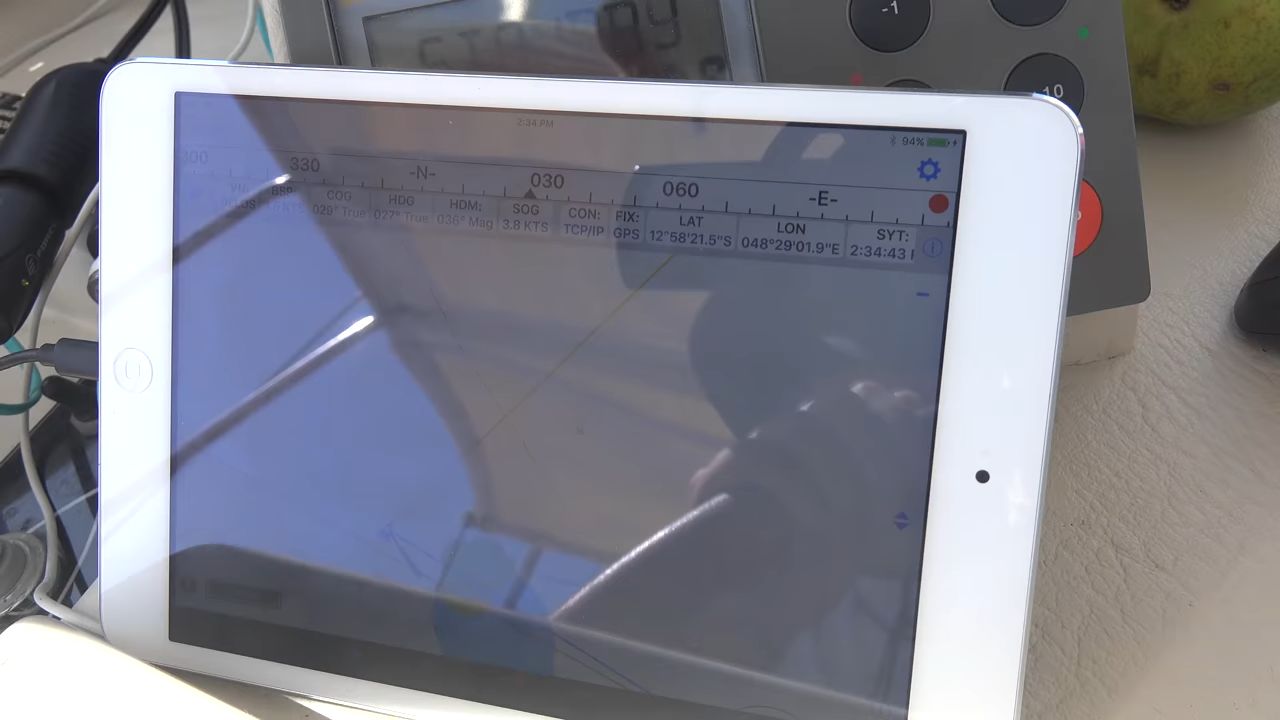 -1
10
2:34 PM
94%
300 330 -N- 030 060 -E-
BSP: COG HDG HDM: SOG CON: FIX: LAT LON SYT:
029° True 027° True 036° Mag 3.8 KTS TCP/IP GPS 12°58'21.5"S 048°29'01.9"E 2:34:43